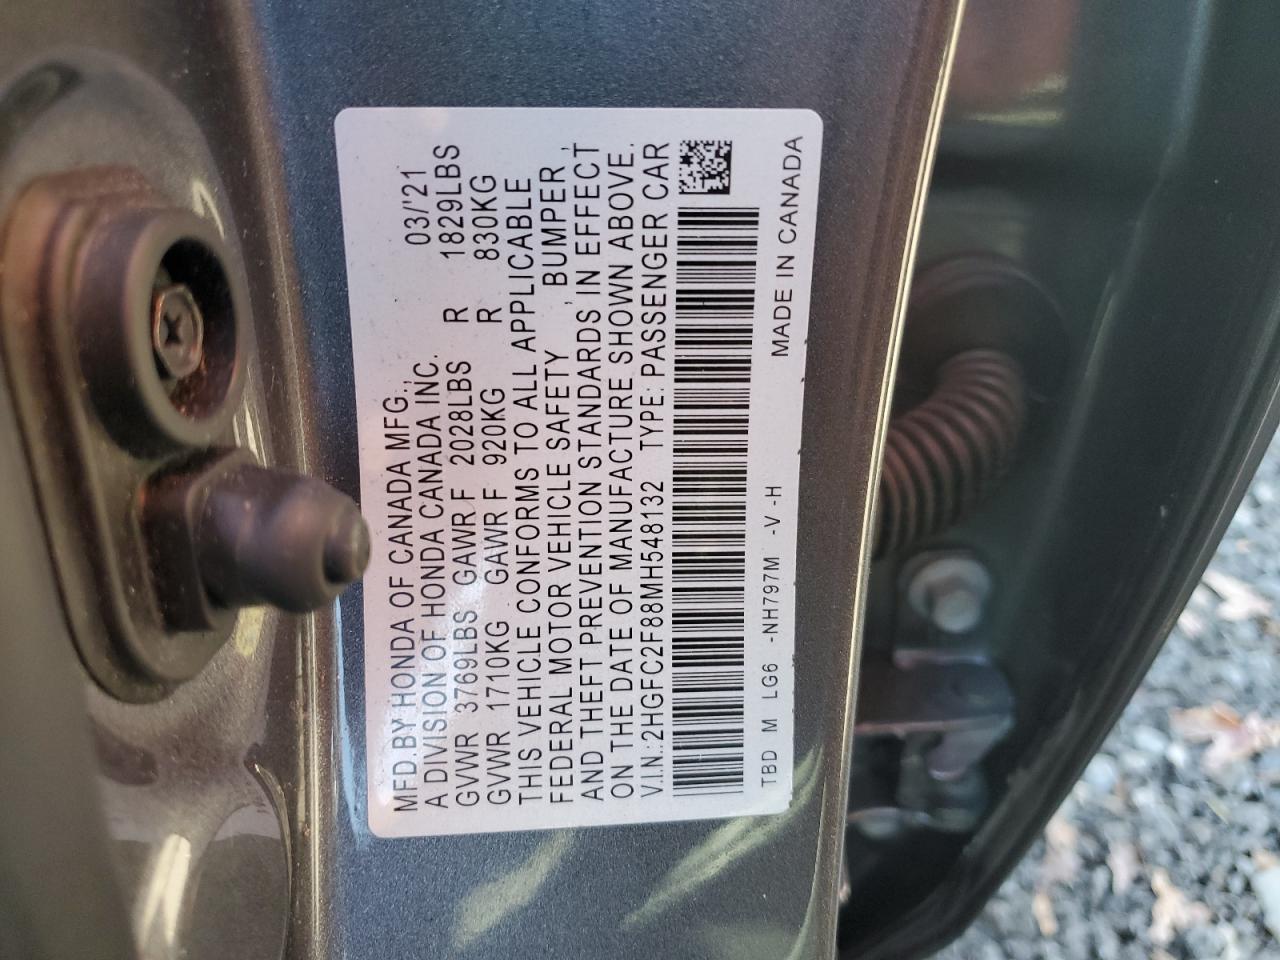 MFD.BY HONDA OF CANADA MFG., 03/'21
A DIVISION OF HONDA CANADA INC.
GVWR 3769LBS GAWR F 2028LBS R 1829LBS
GVWR 1710KG GAWR F 920KG R 830KG
THIS VEHICLE CONFORMS TO ALL APPLICABLE
FEDERAL MOTOR VEHICLE SAFETY , BUMPER ,
AND THEFT PREVENTION STANDARDS IN EFFECT
ON THE DATE OF MANUFACTURE SHOWN ABOVE.
V.I.N.:2HGFC2F88MH548132 TYPE: PASSENGER CAR
TBD M LG6 -NH797M -V -H MADE IN CANADA